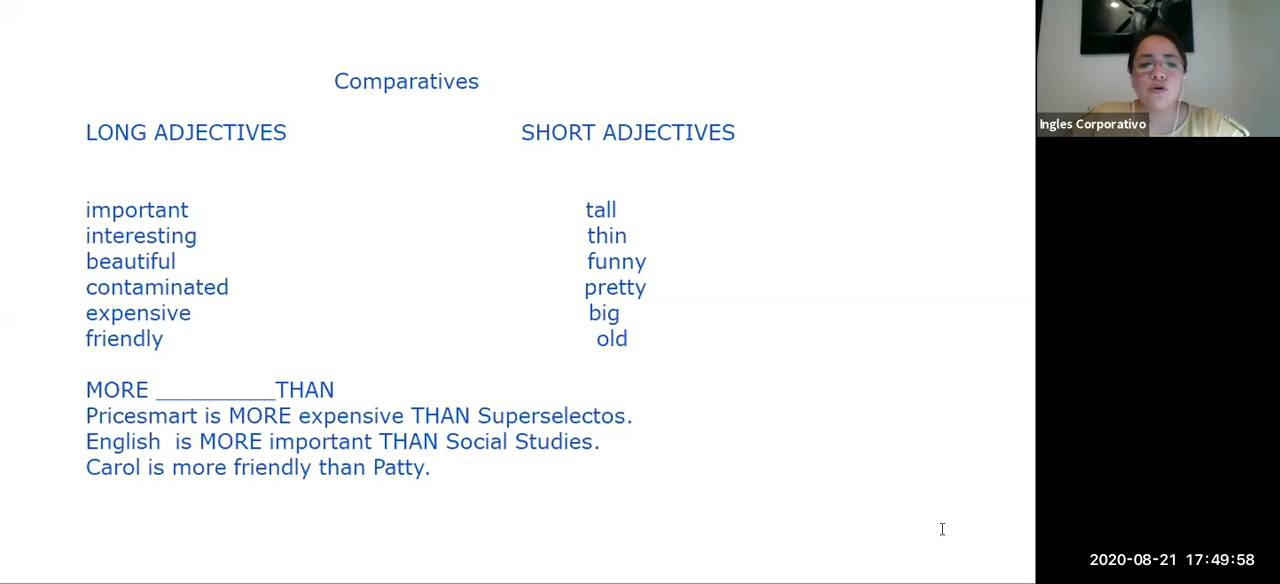 Comparatives
LONG ADJECTIVES SHORT ADJECTIVES
important tall
interesting thin
beautiful funny
contaminated pretty
expensive big
friendly old
MORE __________THAN
Pricesmart is MORE expensive THAN Superselectos.
English is MORE important THAN Social Studies.
Carol is more friendly than Patty.
Ingles Corporativo
2020-08-21 17:49:58